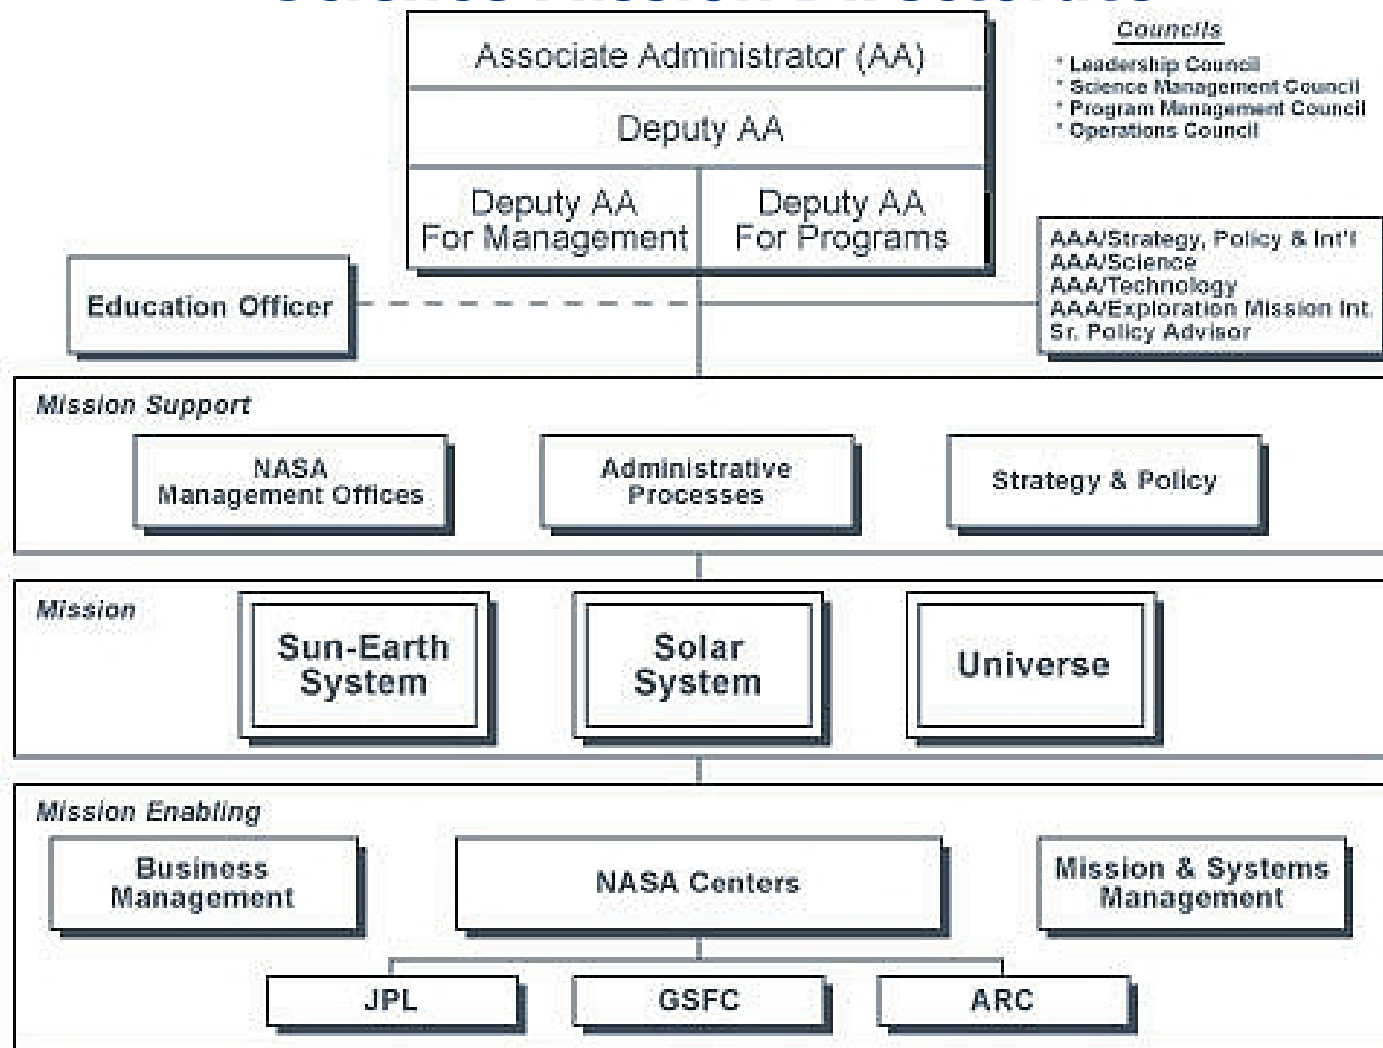 Science Mission Directorate
Associate Administrator (AA)
Deputy AA
Deputy AA
For Management
Deputy AA
For Programs
Councils
* Leadership Council
* Science Management Council
* Program Management Council
* Operations Council
Education Officer
AAA/Strategy, Policy & Int'l
AAA/Science
AAA/Technology
AAA/Exploration Mission Int.
Sr. Policy Advisor
Mission Support
NASA
Management Offices
Administrative
Processes
Strategy & Policy
Mission
Sun-Earth
System
Solar
System
Universe
Mission Enabling
Business
Management
NASA Centers
Mission & Systems
Management
JPL
GSFC
ARC